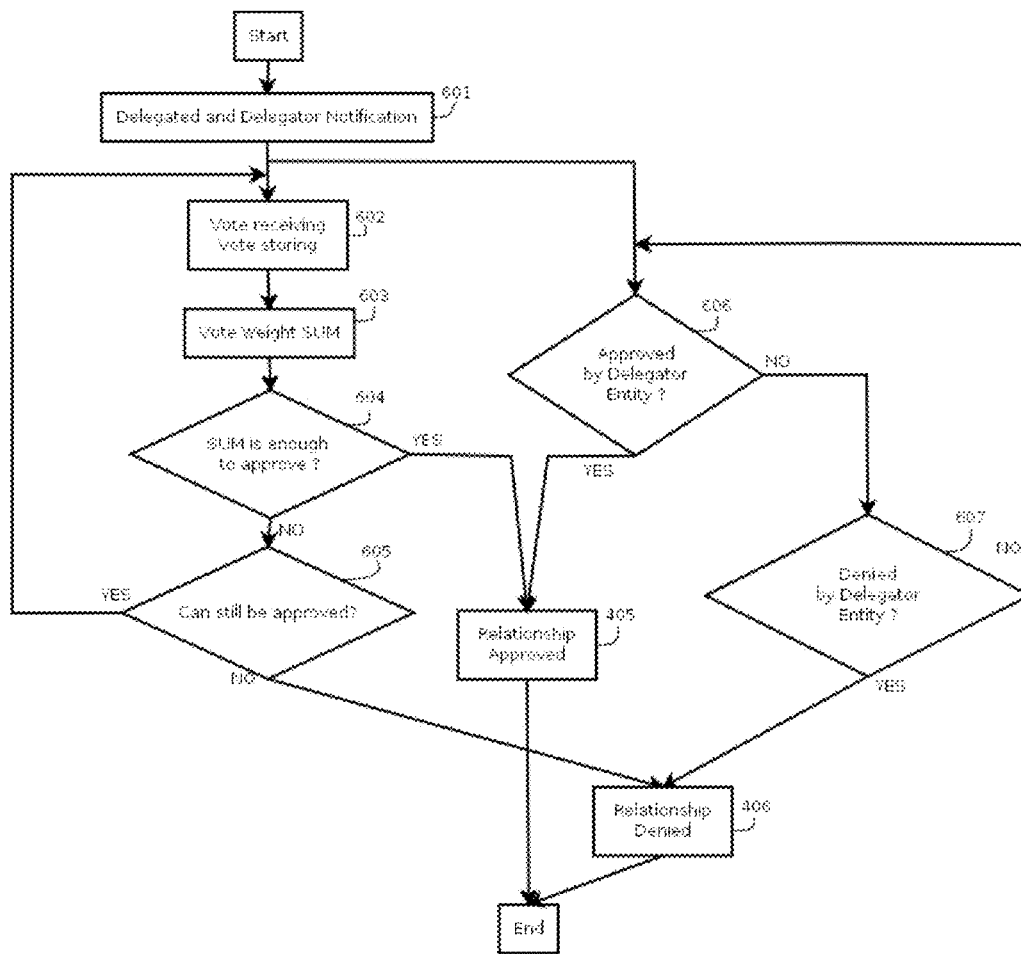 Start
601
Delegated and Delegator Notification
602
Vote receiving
Vote storing
603
Vote Weight SUM
604
SUM is enough
to approve ?
YES
NO
605
Can still be approved?
YES
NO
606
Approved
by Delegator
Entity ?
NO
YES
607
Denied
by Delegator
Entity ?
NO
YES
405
Relationship
Approved
406
Relationship
Denied
End